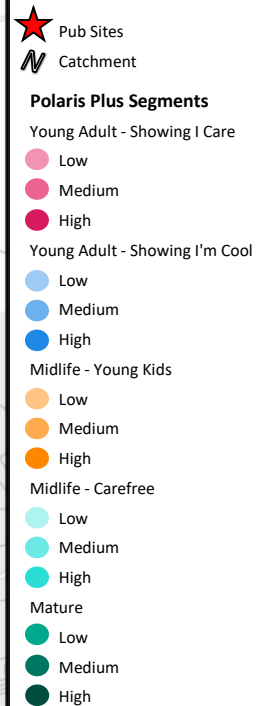 Pub Sites
Catchment
Polaris Plus Segments
Young Adult - Showing I Care
Low
Medium
High
Young Adult - Showing I'm Cool
Low
Medium
High
Midlife - Young Kids
Low
Medium
High
Midlife - Carefree
Low
Medium
High
Mature
Low
Medium
High